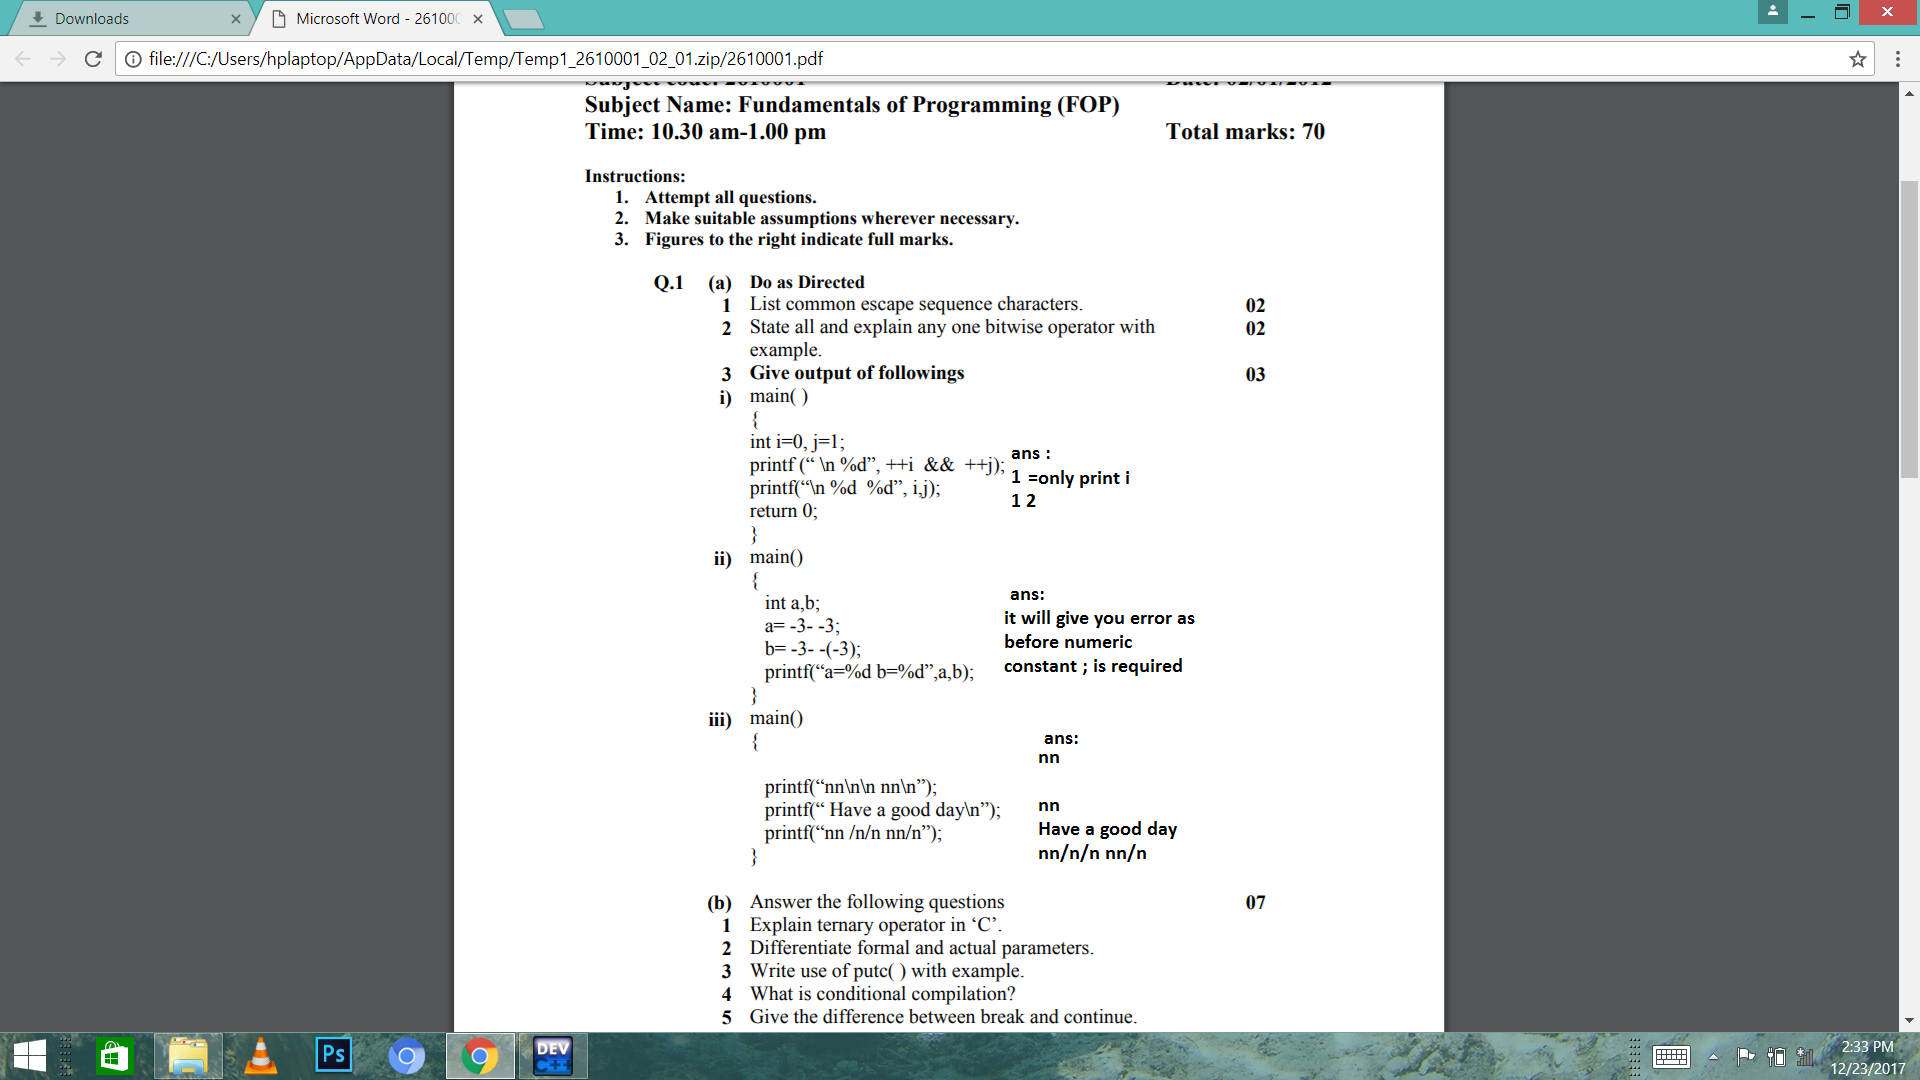 Downloads
Microsoft Word - 26100
file:///C:/Users/hplaptop/AppData/Local/Temp/Temp1_2610001_02_01.zip/2610001.pdf
Subject Name: Fundamentals of Programming (FOP)
Time: 10.30 am-1.00 pm Total marks: 70
Instructions:
1. Attempt all questions.
2. Make suitable assumptions wherever necessary.
3. Figures to the right indicate full marks.
Q.1 (a) Do as Directed
1 List common escape sequence characters. 02
2 State all and explain any one bitwise operator with 02
example.
3 Give output of followings 03
i) main( )
{
int i=0, j=1;
printf (“ \n %d”, ++i && ++j);
printf(“\n %d %d”, i,j);
return 0;
}
ans :
1 =only print i
1 2
ii) main()
{
int a,b;
a= -3- -3;
b= -3- -(-3);
printf(“a=%d b=%d”,a,b);
}
ans:
it will give you error as
before numeric
constant ; is required
iii) main()
{
printf(“nn\n\n nn\n”);
printf(“ Have a good day\n”);
printf(“nn /n/n nn/n”);
}
ans:
nn
nn
Have a good day
nn/n/n nn/n
(b) Answer the following questions 07
1 Explain ternary operator in ‘C’.
2 Differentiate formal and actual parameters.
3 Write use of putc( ) with example.
4 What is conditional compilation?
5 Give the difference between break and continue.
Ps
DEV
C++
2:33 PM
12/23/2017